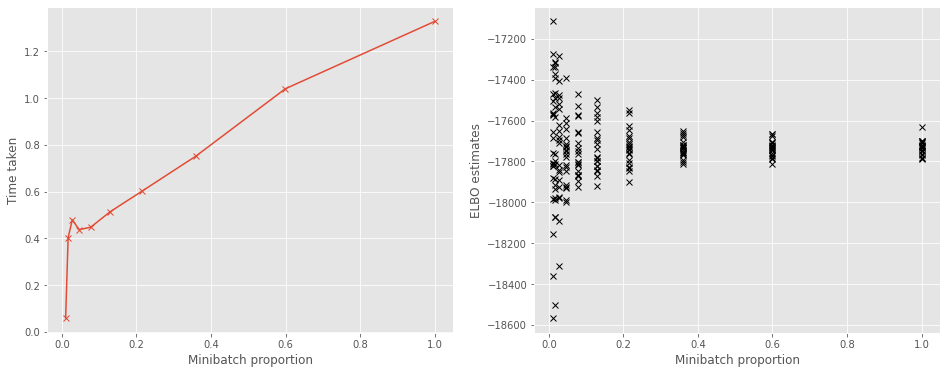 Time taken
1.2
1.0
0.8
0.6
0.4
0.2
0.0
0.0 0.2 0.4 0.6 0.8 1.0
Minibatch proportion
ELBO estimates
−17200
−17400
−17600
−17800
−18000
−18200
−18400
−18600
0.0 0.2 0.4 0.6 0.8 1.0
Minibatch proportion